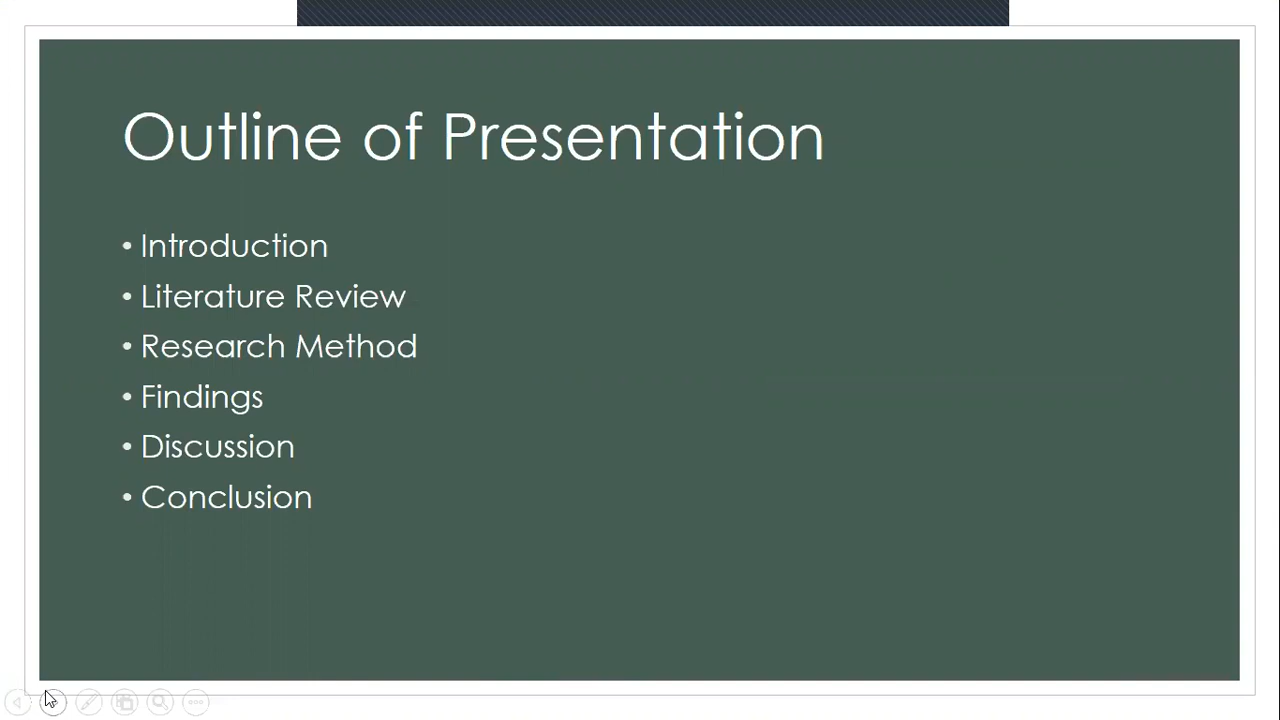 Outline of Presentation
• Introduction
• Literature Review
• Research Method
• Findings
• Discussion
• Conclusion